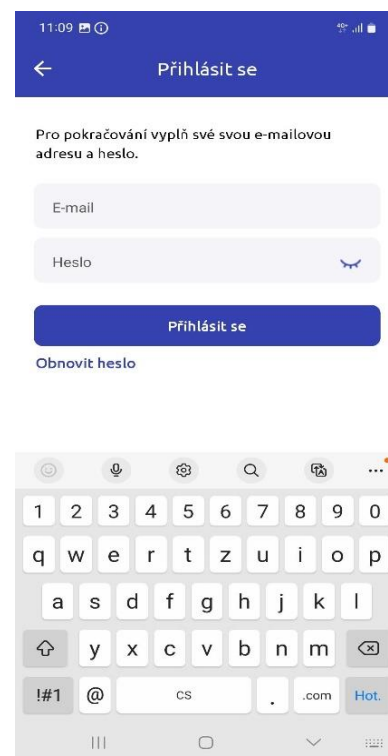 11:09
Přihlásit se
Pro pokračování vyplň své svou e-mailovou
adresu a heslo.
E-mail
Heslo
Přihlásit se
Obnovit heslo
1 2 3 4 5 6 7 8 9 0
q w e r t z u i o p
a s d f g h j k l
y x c v b n m
!#1 @ cs . .com Hot.